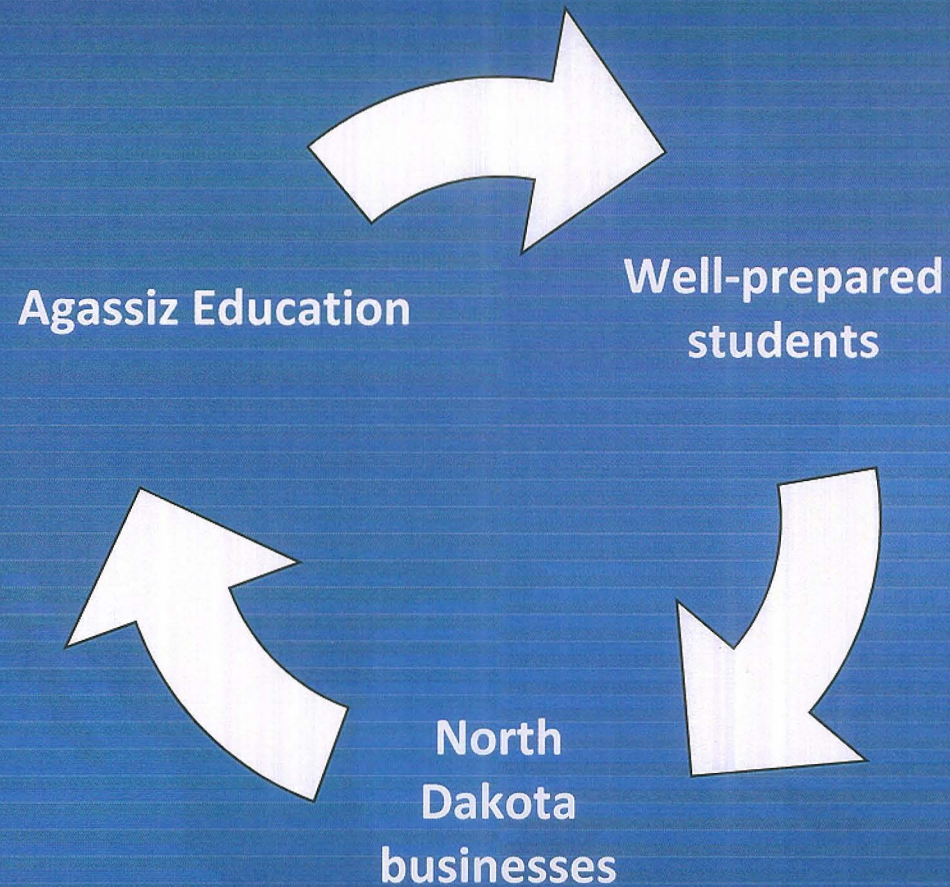 Agassiz Education
Well-prepared
students
North
Dakota
businesses